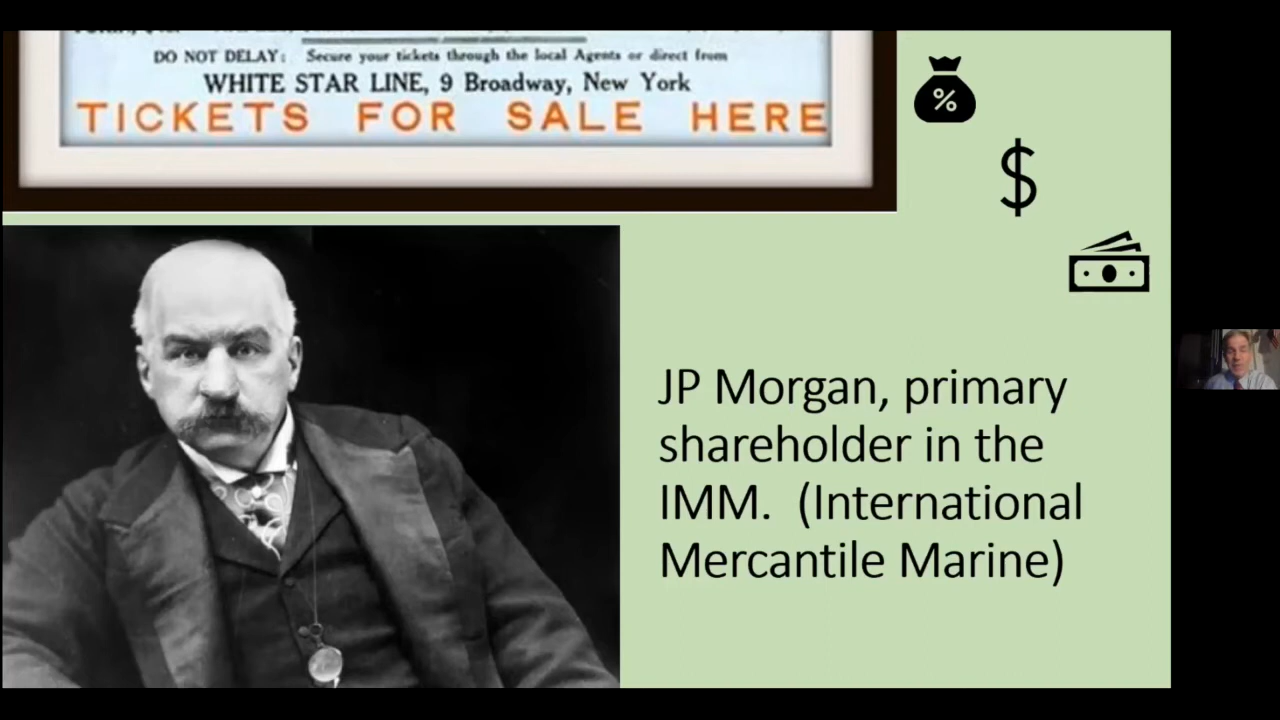 DO NOT DELAY: Secure your tickets through the local Agents or direct from
WHITE STAR LINE, 9 Broadway, New York
TICKETS FOR SALE HERE
%
$
JP Morgan, primary
shareholder in the
IMM. (International
Mercantile Marine)